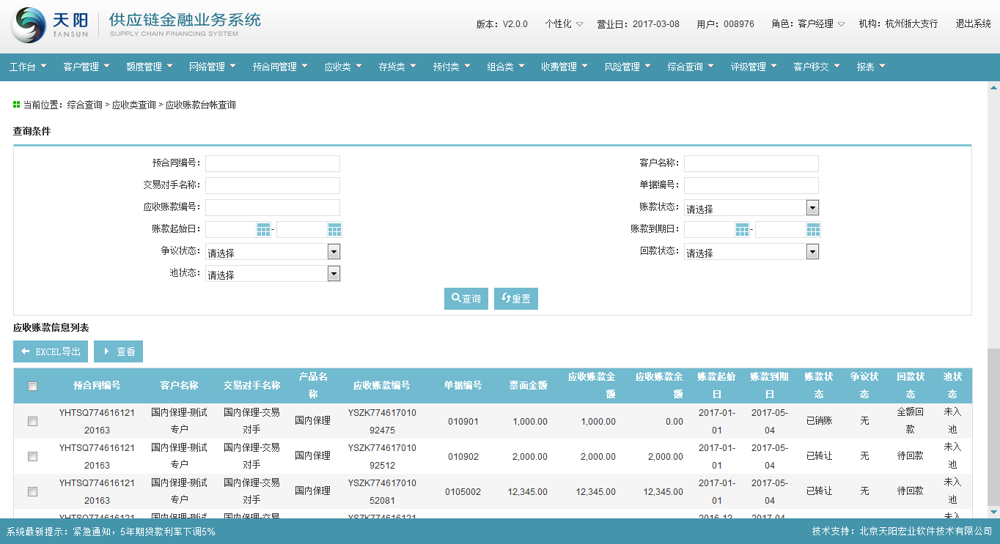 天阳 TANSUN 供应链金融业务系统 SUPPLY CHAIN FINANCING SYSTEM
版本：V2.0.0 个性化 营业日：2017-03-08 用户：008976 角色：客户经理 机构：杭州浙大支行 退出系统
工作台 客户管理 额度管理 网络管理 预合同管理 应收类 存货类 预付类 组合类 收费管理 风险管理 综合查询 评级管理 客户移交 报表
当前位置：综合查询 > 应收类查询 > 应收账款台帐查询
查询条件
预合同编号： 客户名称：
交易对手名称： 单据编号：
应收账款编号： 账款状态： 请选择
账款起始日： - 账款到期日： -
争议状态： 请选择 回款状态： 请选择
池状态： 请选择
查询 重置
应收账款信息列表
EXCEL导出 查看
预合同编号 客户名称 交易对手名称 产品名称 应收账款编号 单据编号 票面金额 应收账款金额 应收账款余额 账款起始日 账款到期日 账款状态 争议状态 回款状态 池状态
YHTSQ77461612120163 国内保理-测试专户 国内保理-交易对手 国内保理 YSZK77461701092475 010901 1,000.00 1,000.00 0.00 2017-01-01 2017-05-04 已销账 无 全额回款 未入池
YHTSQ77461612120163 国内保理-测试专户 国内保理-交易对手 国内保理 YSZK77461701092512 010902 2,000.00 2,000.00 2,000.00 2017-01-01 2017-05-04 已转让 无 待回款 未入池
YHTSQ77461612120163 国内保理-测试专户 国内保理-交易对手 国内保理 YSZK77461701052081 0105002 12,345.00 12,345.00 12,345.00 2017-01-01 2017-05-04 已转让 无 待回款 未入池
YHTSQ774616121 国内保理-测试 国内保理-交易 YSZK774616121 2016-12- 2017-04- 未入
系统最新提示：紧急通知，5年期贷款利率下调5% 技术支持：北京天阳宏业软件技术有限公司